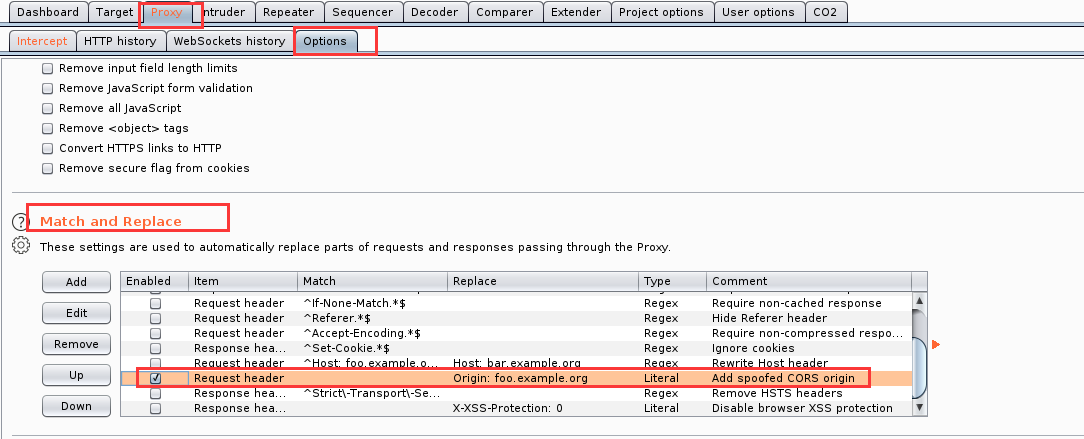 Dashboard Target Proxy Intruder Repeater Sequencer Decoder Comparer Extender Project options User options CO2
Intercept HTTP history WebSockets history Options
Remove input field length limits
Remove JavaScript form validation
Remove all JavaScript
Remove <object> tags
Convert HTTPS links to HTTP
Remove secure flag from cookies
? Match and Replace
These settings are used to automatically replace parts of requests and responses passing through the Proxy.
Add
Edit
Remove
Up
Down
Enabled Item Match Replace Type Comment
Request header ^If-None-Match.*$ Regex Require non-cached response
Request header ^Referer.*$ Regex Hide Referer header
Request header ^Accept-Encoding.*$ Regex Require non-compressed respo...
Response hea... ^Set-Cookie.*$ Regex Ignore cookies
Request header ^Host: foo.example.o... Host: bar.example.org Regex Rewrite Host header
Request header Origin: foo.example.org Literal Add spoofed CORS origin
Response hea... ^Strict\-Transport\-Se... Regex Remove HSTS headers
Response hea... X-XSS-Protection: 0 Literal Disable browser XSS protection